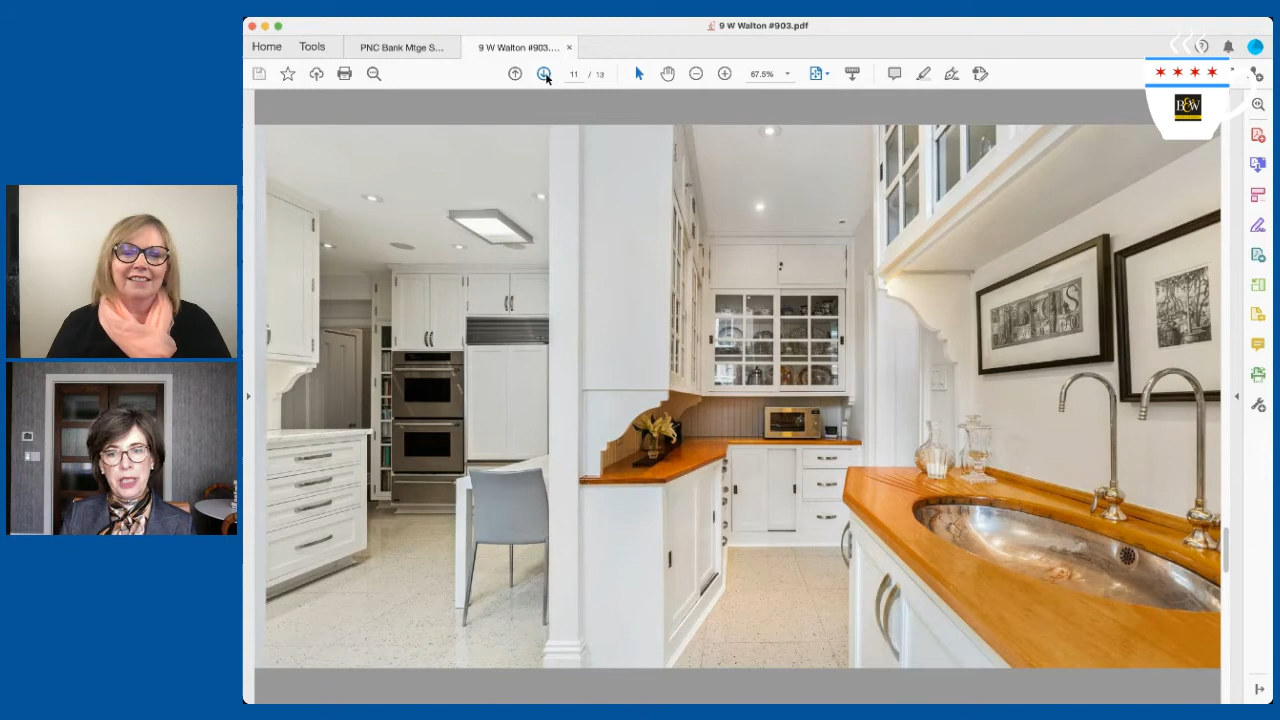 9 W Walton #903.pdf
Home Tools PNC Bank Mtge S... 9 W Walton #903.... ×
11 / 13 67.5%
B&W